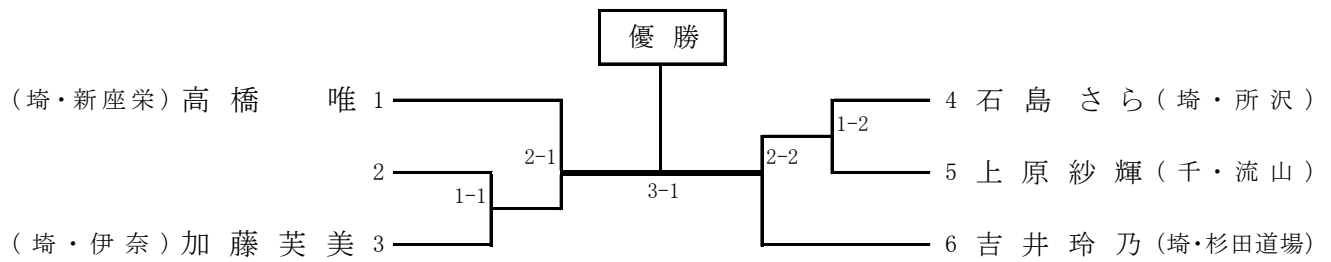 優 勝
(埼・新座栄) 高 橋 唯 1
2
(埼・伊奈) 加 藤 芙 美 3
1-1
2-1
3-1
2-2
1-2
4 石 島 さ ら (埼・所沢)
5 上 原 紗 輝 (千・流山)
6 吉 井 玲 乃 (埼・杉田道場)